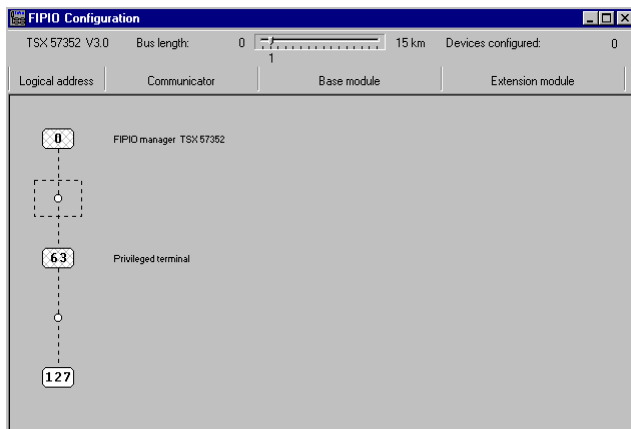 FIPIO Configuration
TSX 57352 V3.0 Bus length: 0 15 km Devices configured: 0
1
Logical address Communicator Base module Extension module
0 FIPIO manager TSX 57352
63 Privileged terminal
127